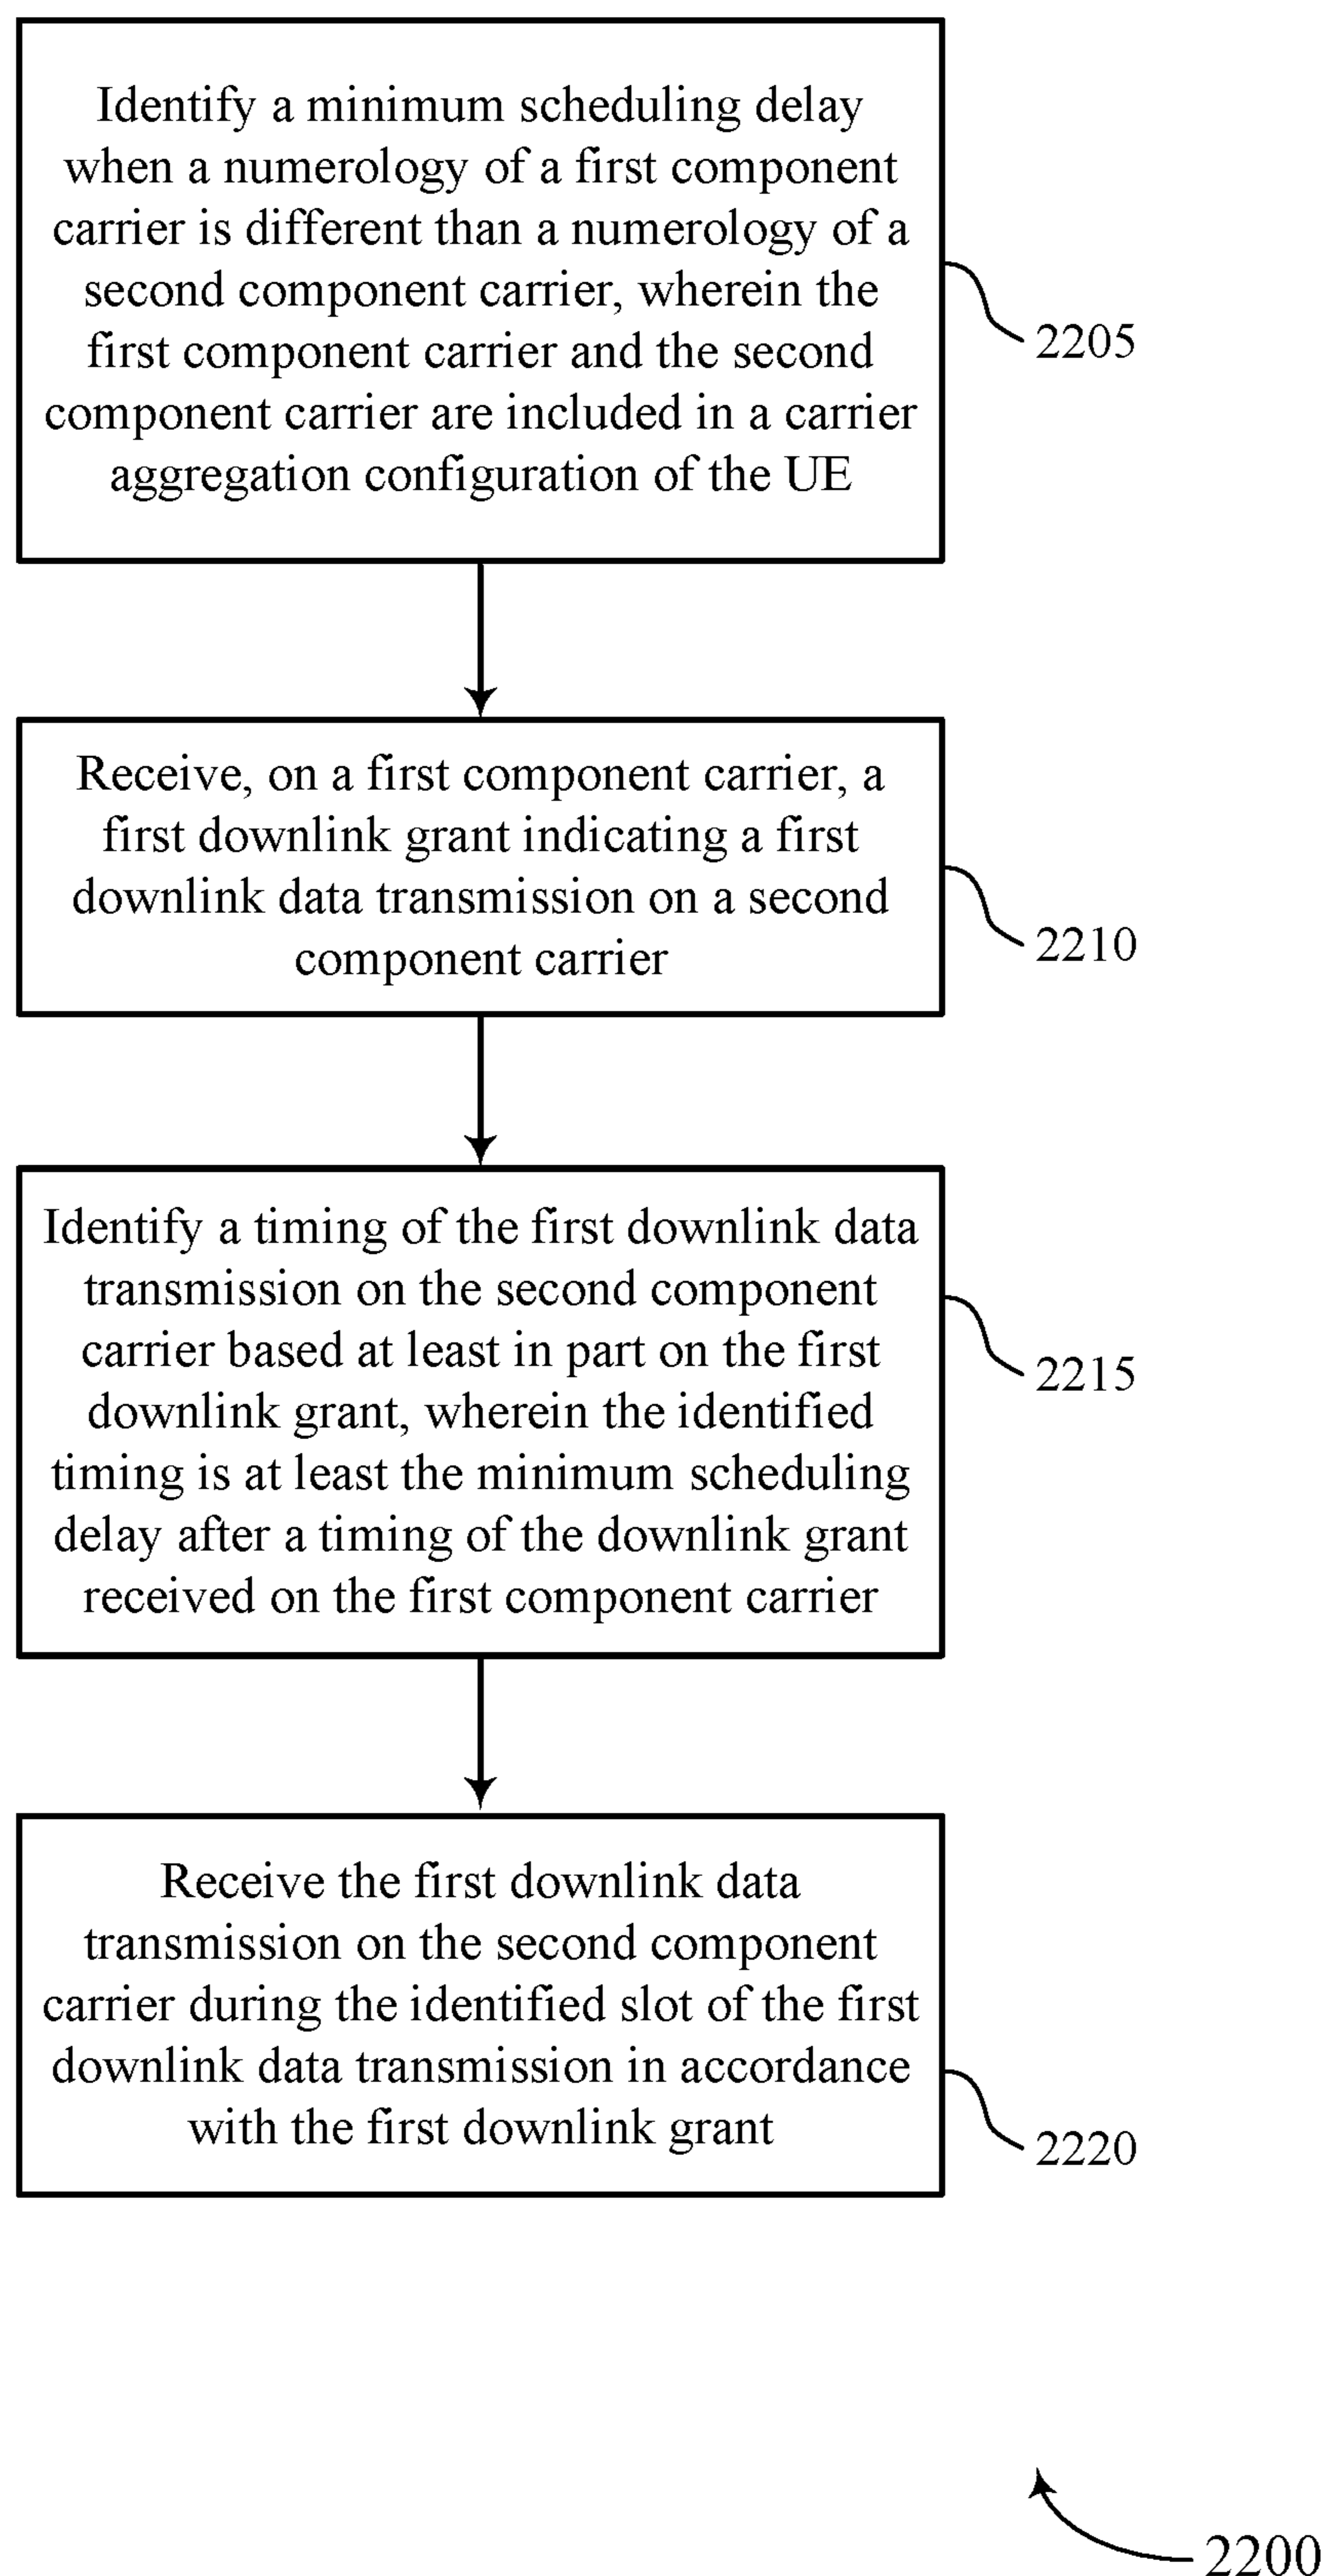 Identify a minimum scheduling delay
when a numerology of a first component
carrier is different than a numerology of a
second component carrier, wherein the
first component carrier and the second
component carrier are included in a carrier
aggregation configuration of the UE
2205
Receive, on a first component carrier, a
first downlink grant indicating a first
downlink data transmission on a second
component carrier
2210
Identify a timing of the first downlink data
transmission on the second component
carrier based at least in part on the first
downlink grant, wherein the identified
timing is at least the minimum scheduling
delay after a timing of the downlink grant
received on the first component carrier
2215
Receive the first downlink data
transmission on the second component
carrier during the identified slot of the first
downlink data transmission in accordance
with the first downlink grant
2220
2200